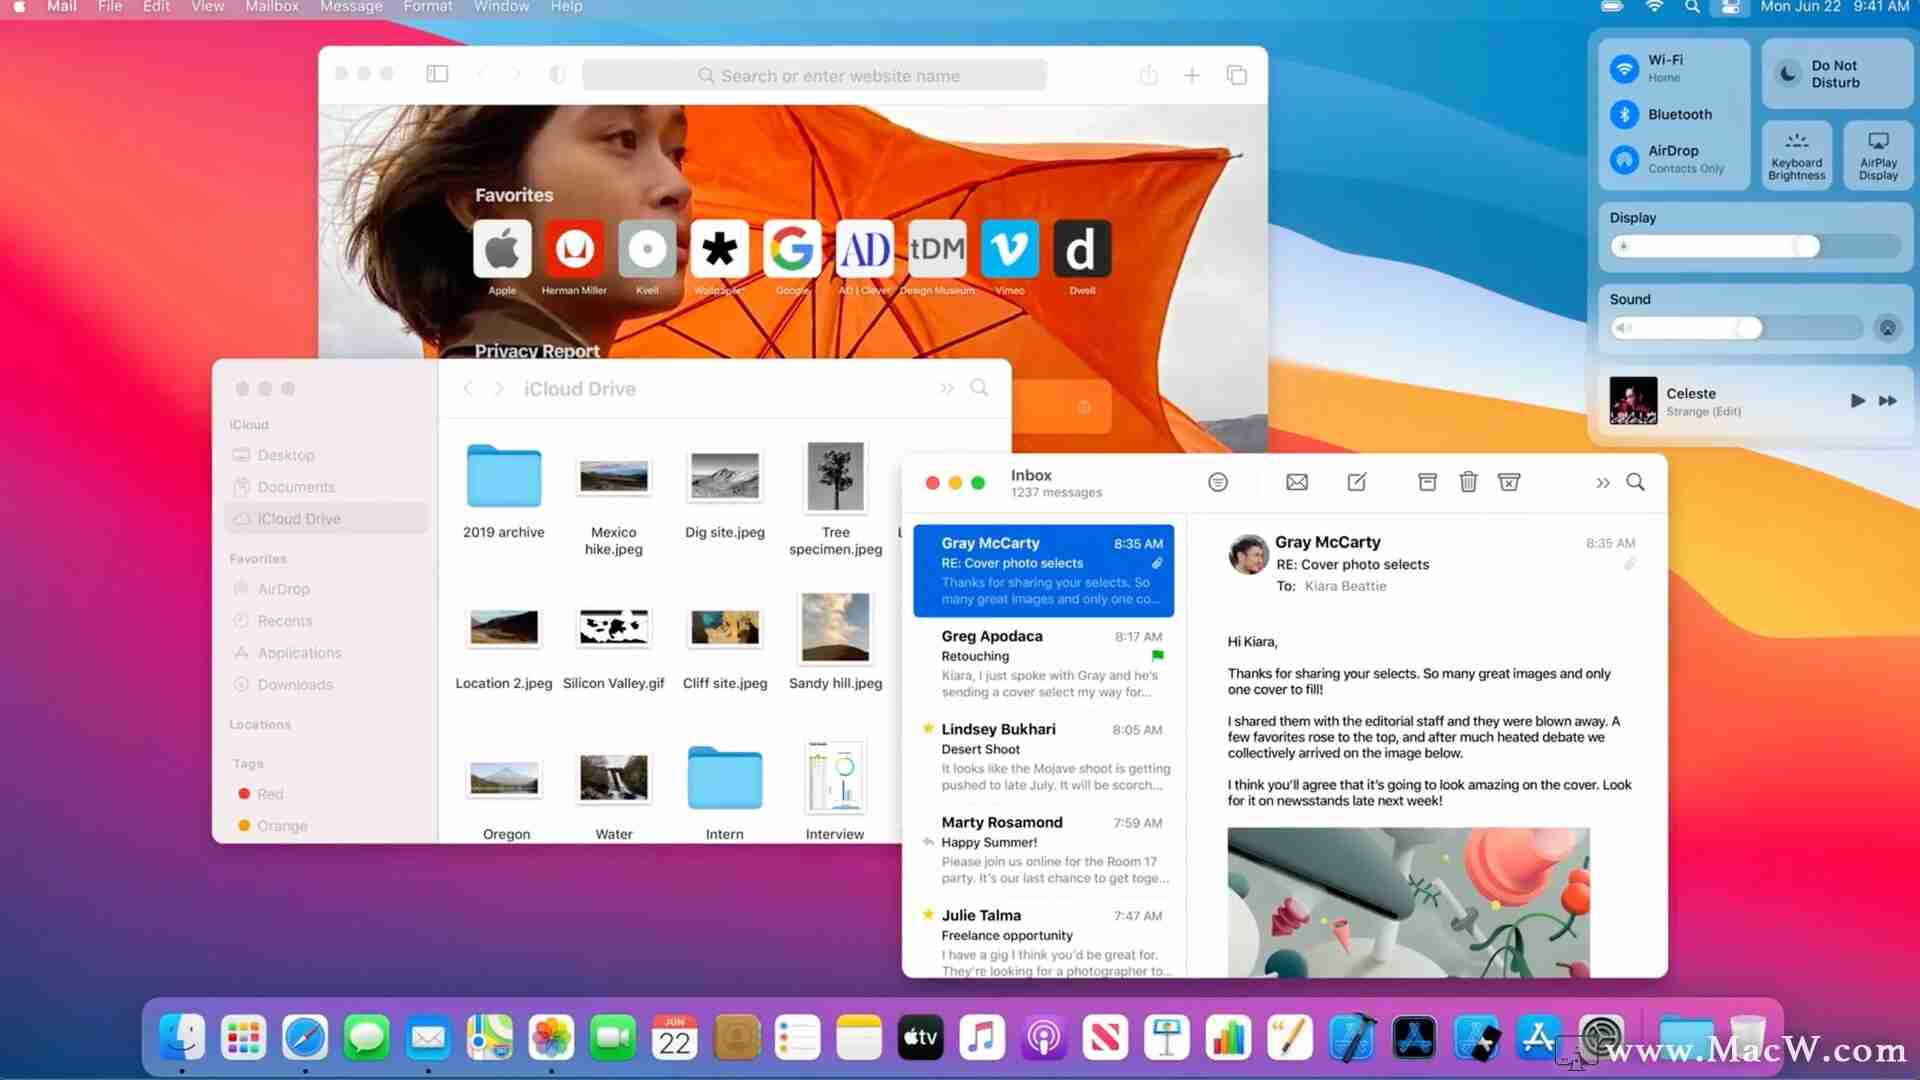 Mail File Edit View Mailbox Message Format Window Help
Mon Jun 22 9:41 AM
Search or enter website name
Favorites
tDM
AD
d
Apple
Herman Miller
Kvell
Wallpaper*
Google
AD | Clever
Design Museum
Vimeo
Dwell
Privacy Report
Wi-Fi
Home
Bluetooth
AirDrop
Contacts Only
Do Not
Disturb
Keyboard
Brightness
AirPlay
Display
Display
Sound
Celeste
Strange (Edit)
iCloud
Desktop
Documents
iCloud Drive
Favorites
AirDrop
Recents
Applications
Downloads
Locations
Tags
Red
Orange
iCloud Drive
2019 archive
Mexico
hike.jpeg
Dig site.jpeg
Tree
specimen.jpeg
Location 2.jpeg
Silicon Valley.gif
Cliff site.jpeg
Sandy hill.jpeg
Oregon
Water
Intern
Interview
Inbox
1237 messages
Gray McCarty 8:35 AM
RE: Cover photo selects
Thanks for sharing your selects. So
many great images and only one co...
Greg Apodaca 8:17 AM
Retouching
Kiara, I just spoke with Gray and he's
sending a cover select my way for...
Lindsey Bukhari 8:05 AM
Desert Shoot
It looks like the Mojave shoot is getting
pushed to late July. It will be scorch...
Marty Rosamond 7:59 AM
Happy Summer!
Please join us online for the Room 17
party. It's our last chance to get toge...
Julie Talma 7:47 AM
Freelance opportunity
I have a gig I think you'd be great for.
They're looking for a photographer to...
Gray McCarty 8:35 AM
RE: Cover photo selects
To: Kiara Beattie
Hi Kiara,
Thanks for sharing your selects. So many great images and only
one cover to fill!
I shared them with the editorial staff and they were blown away. A
few favorites rose to the top, and after much heated debate we
collectively arrived on the image below.
I think you'll agree that it's going to look amazing on the cover. Look
for it on newsstands late next week!
JUN
22
tv
www.MacW.com